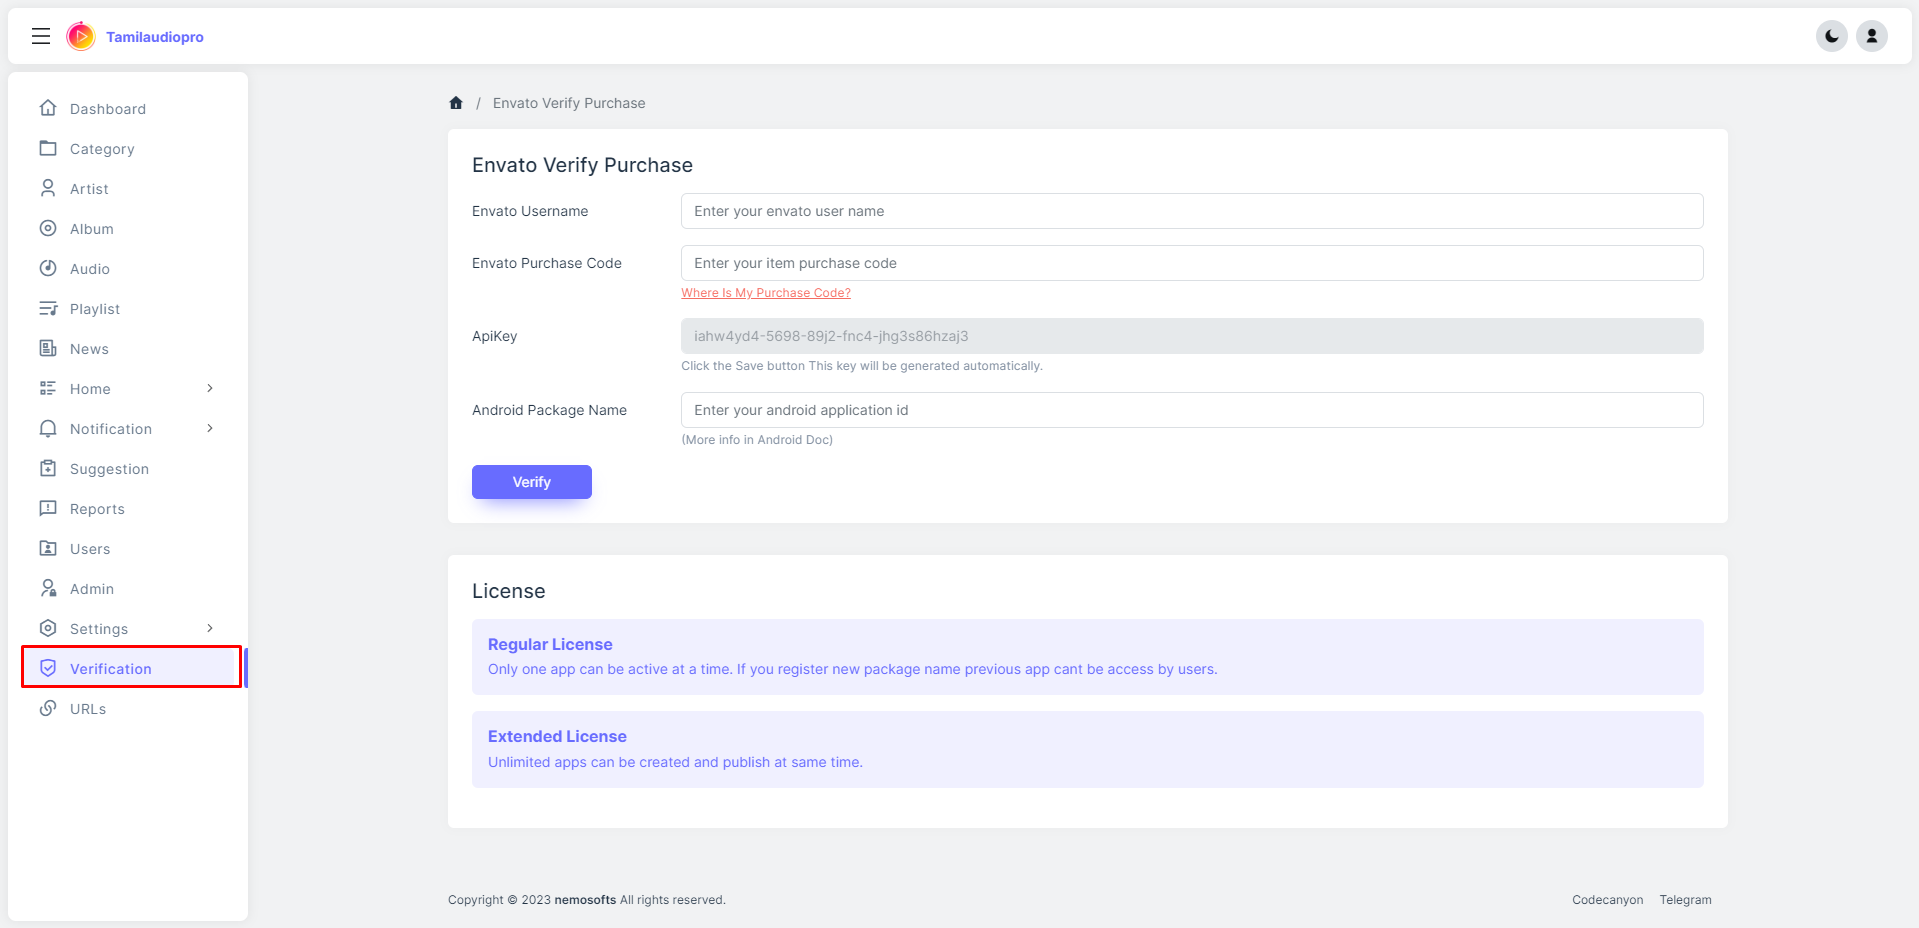 Tamilaudiopro
Dashboard
Category
Artist
Album
Audio
Playlist
News
Home
Notification
Suggestion
Reports
Users
Admin
Settings
Verification
URLs
/ Envato Verify Purchase
Envato Verify Purchase
Envato Username
Enter your envato user name
Envato Purchase Code
Enter your item purchase code
Where Is My Purchase Code?
ApiKey
iahw4yd4-5698-89j2-fnc4-jhg3s86hzaj3
Click the Save button This key will be generated automatically.
Android Package Name
Enter your android application id
(More info in Android Doc)
Verify
License
Regular License
Only one app can be active at a time. If you register new package name previous app cant be access by users.
Extended License
Unlimited apps can be created and publish at same time.
Copyright © 2023 nemosofts All rights reserved.
Codecanyon Telegram